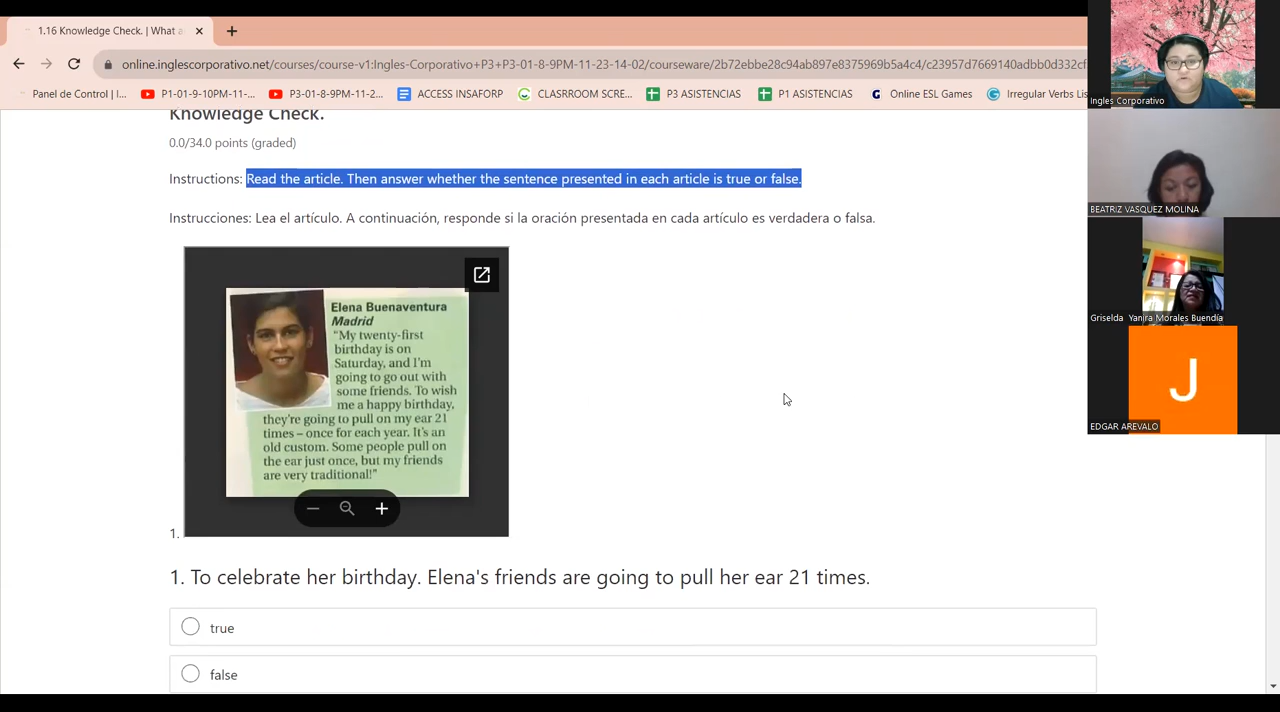 1.16 Knowledge Check. | What a
online.inglescorporativo.net/courses/course-v1:Ingles-Corporativo+P3+P3-01-8-9PM-11-23-14-02/courseware/2b72ebbe28c94ab897e8375969b5a4c4/c23957d7669140adbb0d332cf
Panel de Control | I...
P1-01-9-10PM-11-...
P3-01-8-9PM-11-2...
ACCESS INSAFORP
CLASRROOM SCRE...
P3 ASISTENCIAS
P1 ASISTENCIAS
Online ESL Games
Irregular Verbs Lis
Knowledge Check.
0.0/34.0 points (graded)
Instructions: Read the article. Then answer whether the sentence presented in each article is true or false.
Instrucciones: Lea el artículo. A continuación, responde si la oración presentada en cada artículo es verdadera o falsa.
Elena Buenaventura
Madrid
"My twenty-first
birthday is on
Saturday, and I'm
going to go out with
some friends. To wish
me a happy birthday,
they're going to pull on my ear 21
times – once for each year. It's an
old custom. Some people pull on
the ear just once, but my friends
are very traditional!"
1.
1. To celebrate her birthday. Elena's friends are going to pull her ear 21 times.
true
false
Ingles Corporativo
BEATRIZ VASQUEZ MOLINA
Griselda Yanira Morales Buendía
J
EDGAR AREVALO